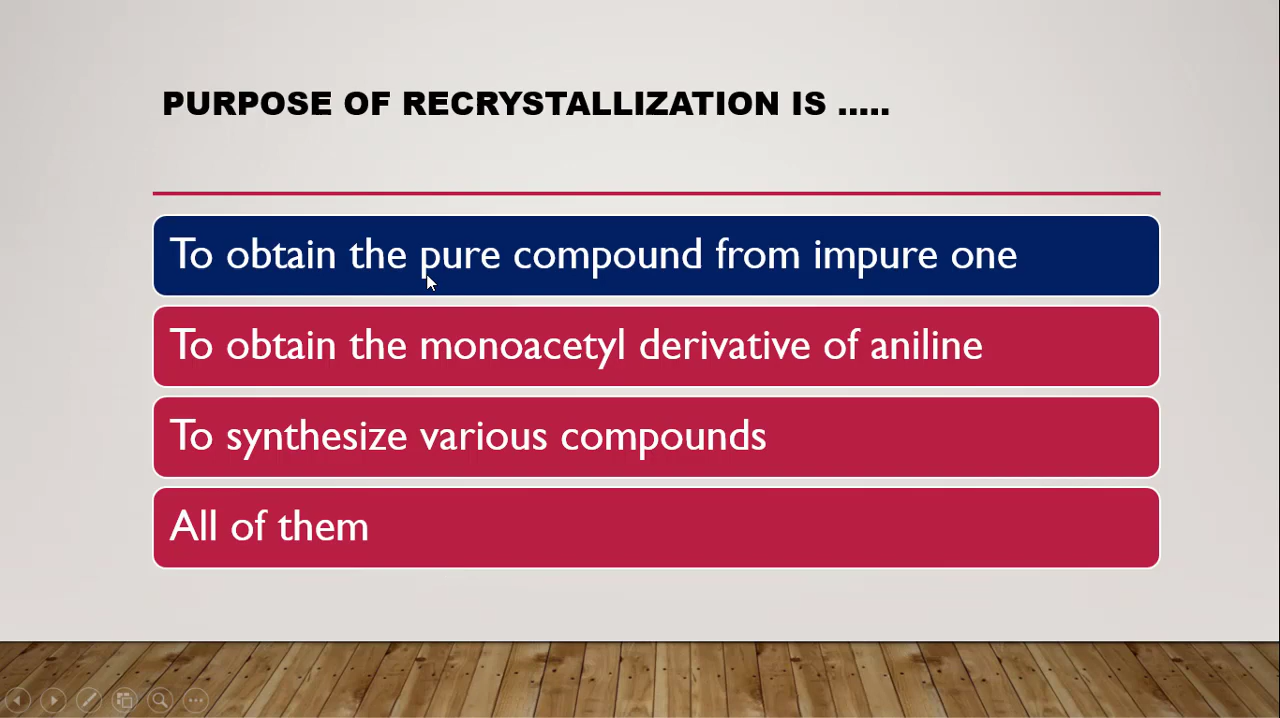 PURPOSE OF RECRYSTALLIZATION IS .....
To obtain the pure compound from impure one
To obtain the monoacetyl derivative of aniline
To synthesize various compounds
All of them